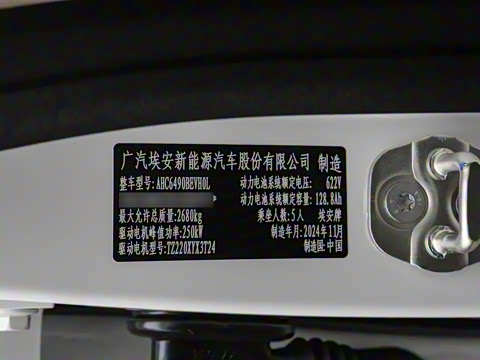 广汽埃安新能源汽车股份有限公司 制造
整车型号:AHC6490BEVH0L 动力电池系统额定电压: 622V
动力电池系统额定容量:128.8Ah
最大允许总质量:2680kg 乘坐人数:5人 埃安牌
驱动电机峰值功率:250kW 制造年月:2024年11月
驱动电机型号:TZ220XYX3T24 制造国:中国